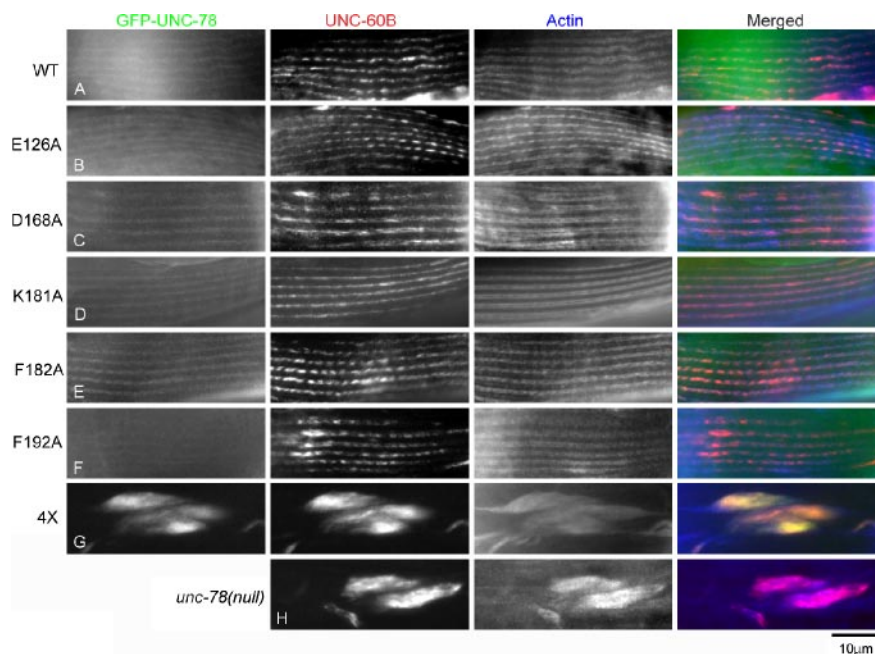 GFP-UNC-78 UNC-60B Actin Merged
WT A
E126A B
D168A C
K181A D
F182A E
F192A F
4X G
unc-78(null) H
10µm